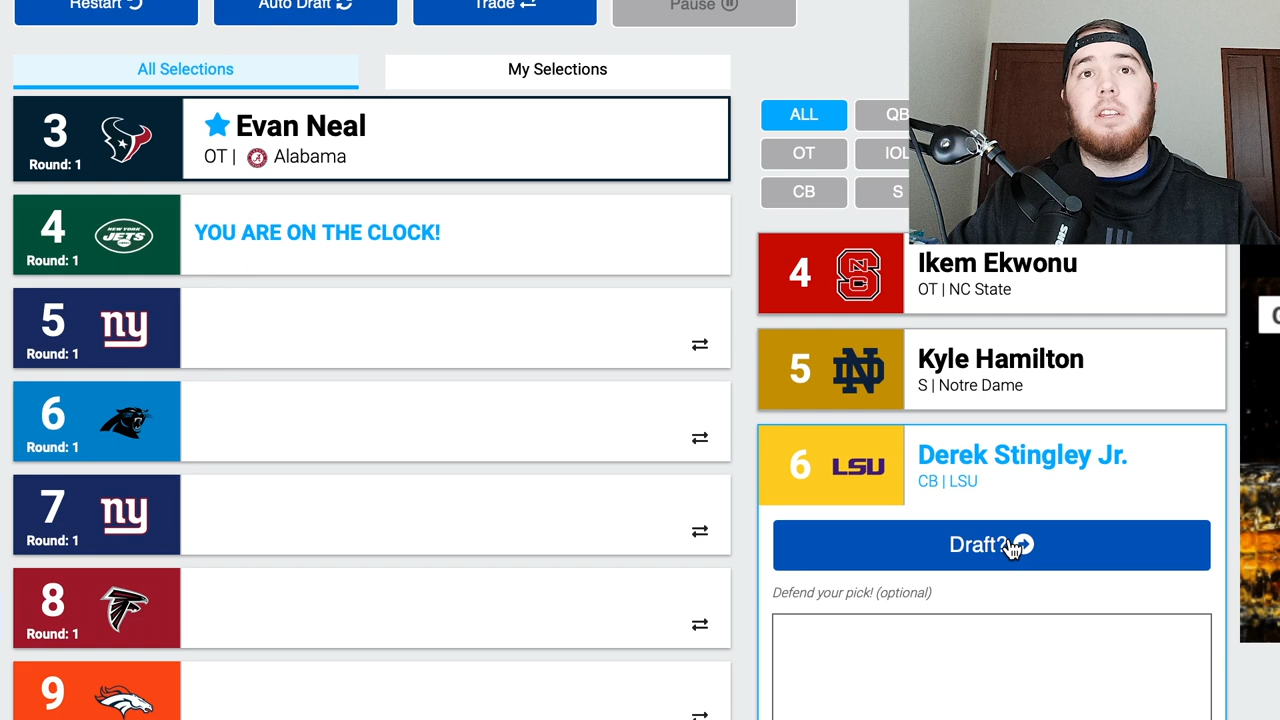 Restart
Auto Draft
Trade
Pause
All Selections
My Selections
3
Round: 1
Evan Neal
OT | Alabama
4
Round: 1
NEW YORK
JETS
YOU ARE ON THE CLOCK!
5
Round: 1
ny
6
Round: 1
7
Round: 1
ny
8
Round: 1
9
ALL
QB
OT
IOL
CB
S
4
Ikem Ekwonu
OT | NC State
5
Kyle Hamilton
S | Notre Dame
6
LSU
Derek Stingley Jr.
CB | LSU
Draft?
Defend your pick! (optional)